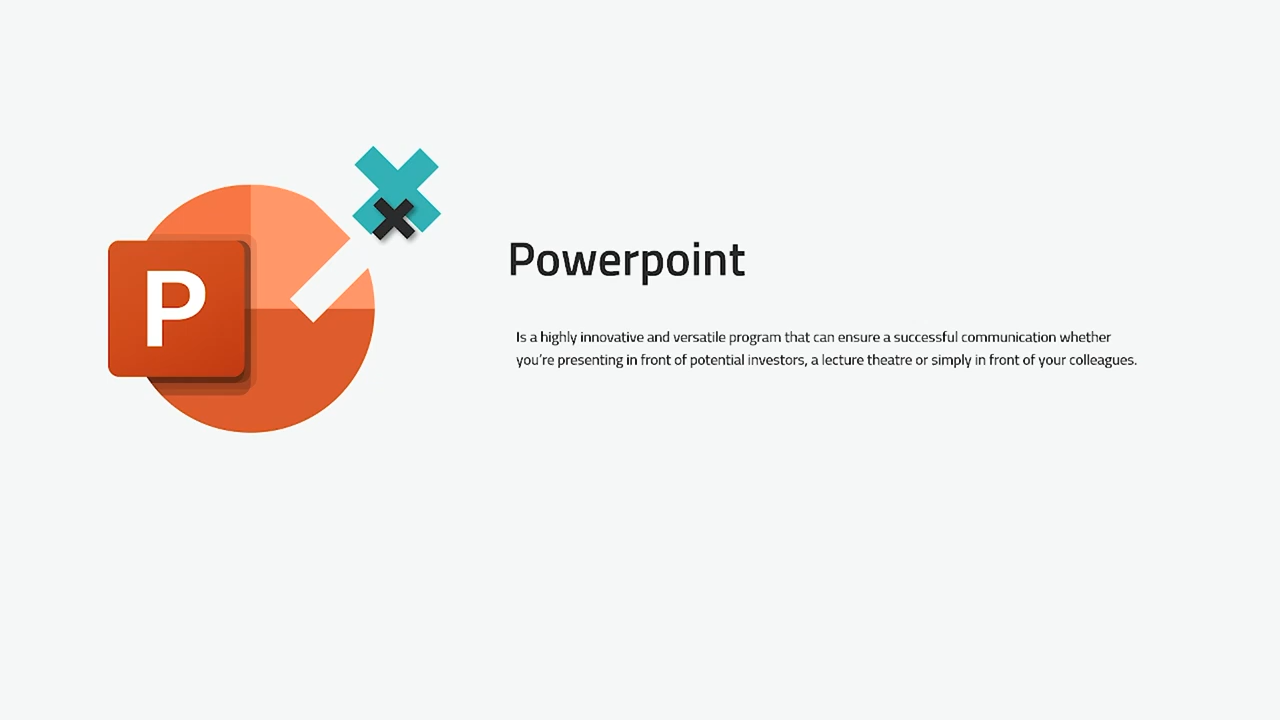 P
Powerpoint
Is a highly innovative and versatile program that can ensure a successful communication whether
you're presenting in front of potential investors, a lecture theatre or simply in front of your colleagues.